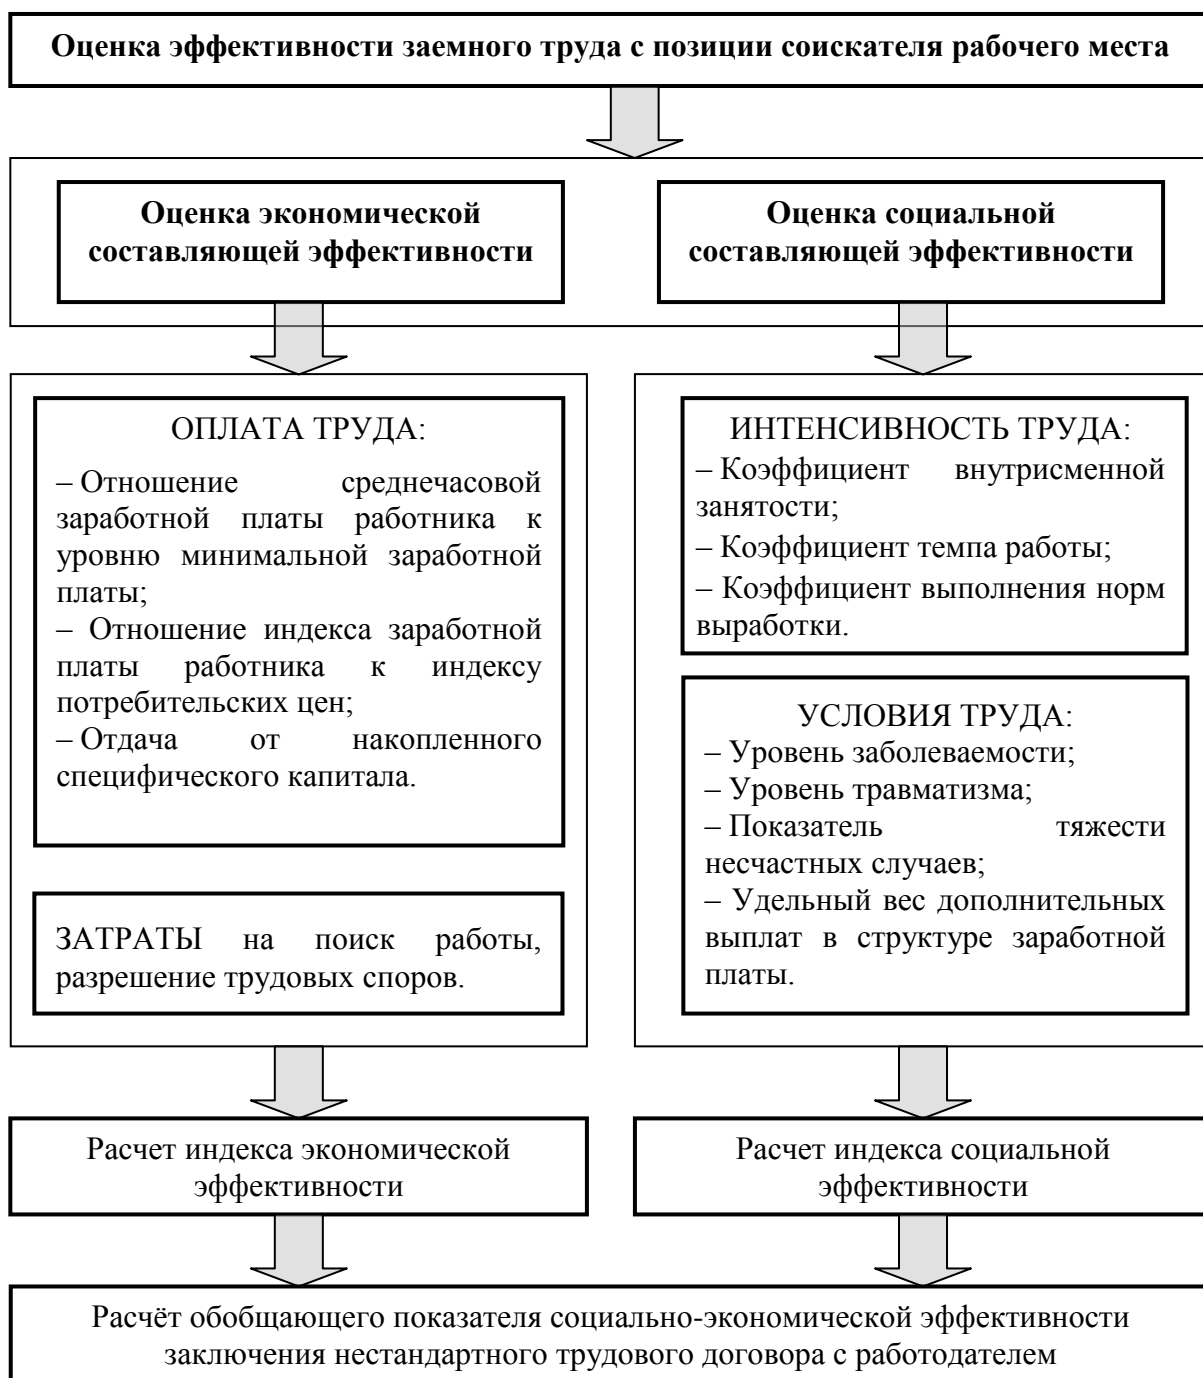 Оценка эффективности заемного труда с позиции соискателя рабочего места
Оценка экономической
составляющей эффективности
Оценка социальной
составляющей эффективности
ОПЛАТА ТРУДА:
– Отношение среднечасовой
заработной платы работника к
уровню минимальной заработной
платы;
– Отношение индекса заработной
платы работника к индексу
потребительских цен;
– Отдача от накопленного
специфического капитала.
ЗАТРАТЫ на поиск работы,
разрешение трудовых споров.
ИНТЕНСИВНОСТЬ ТРУДА:
– Коэффициент внутрисменной
занятости;
– Коэффициент темпа работы;
– Коэффициент выполнения норм
выработки.
УСЛОВИЯ ТРУДА:
– Уровень заболеваемости;
– Уровень травматизма;
– Показатель тяжести
несчастных случаев;
– Удельный вес дополнительных
выплат в структуре заработной
платы.
Расчет индекса экономической
эффективности
Расчет индекса социальной
эффективности
Расчёт обобщающего показателя социально-экономической эффективности
заключения нестандартного трудового договора с работодателем